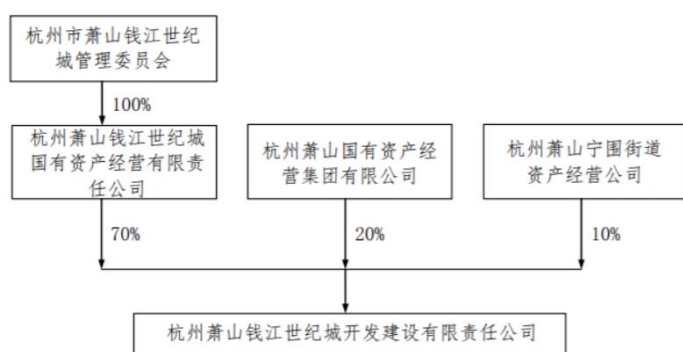 杭州市萧山钱江世纪
城管理委员会
100%
杭州萧山钱江世纪城
国有资产经营有限责
任公司
杭州萧山国有资产经
营集团有限公司
杭州萧山宁围街道
资产经营公司
70%
20%
10%
杭州萧山钱江世纪城开发建设有限责任公司